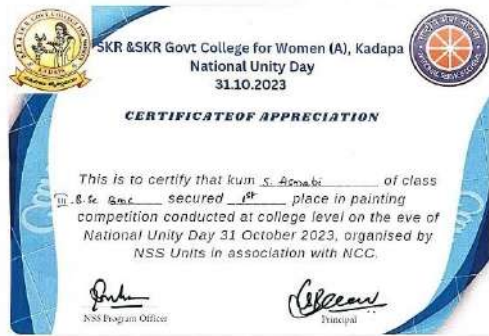 SKR &SKR Govt College for Women (A), Kadapa
National Unity Day
31.10.2023
CERTIFICATEOF APPRECIATION
This is to certify that kum S. Asmabi of class
III .B.Sc secured 1st place in painting
competition conducted at college level on the eve of
National Unity Day 31 October 2023, organised by
NSS Units in association with NCC.
NSS Program Officer
Principal